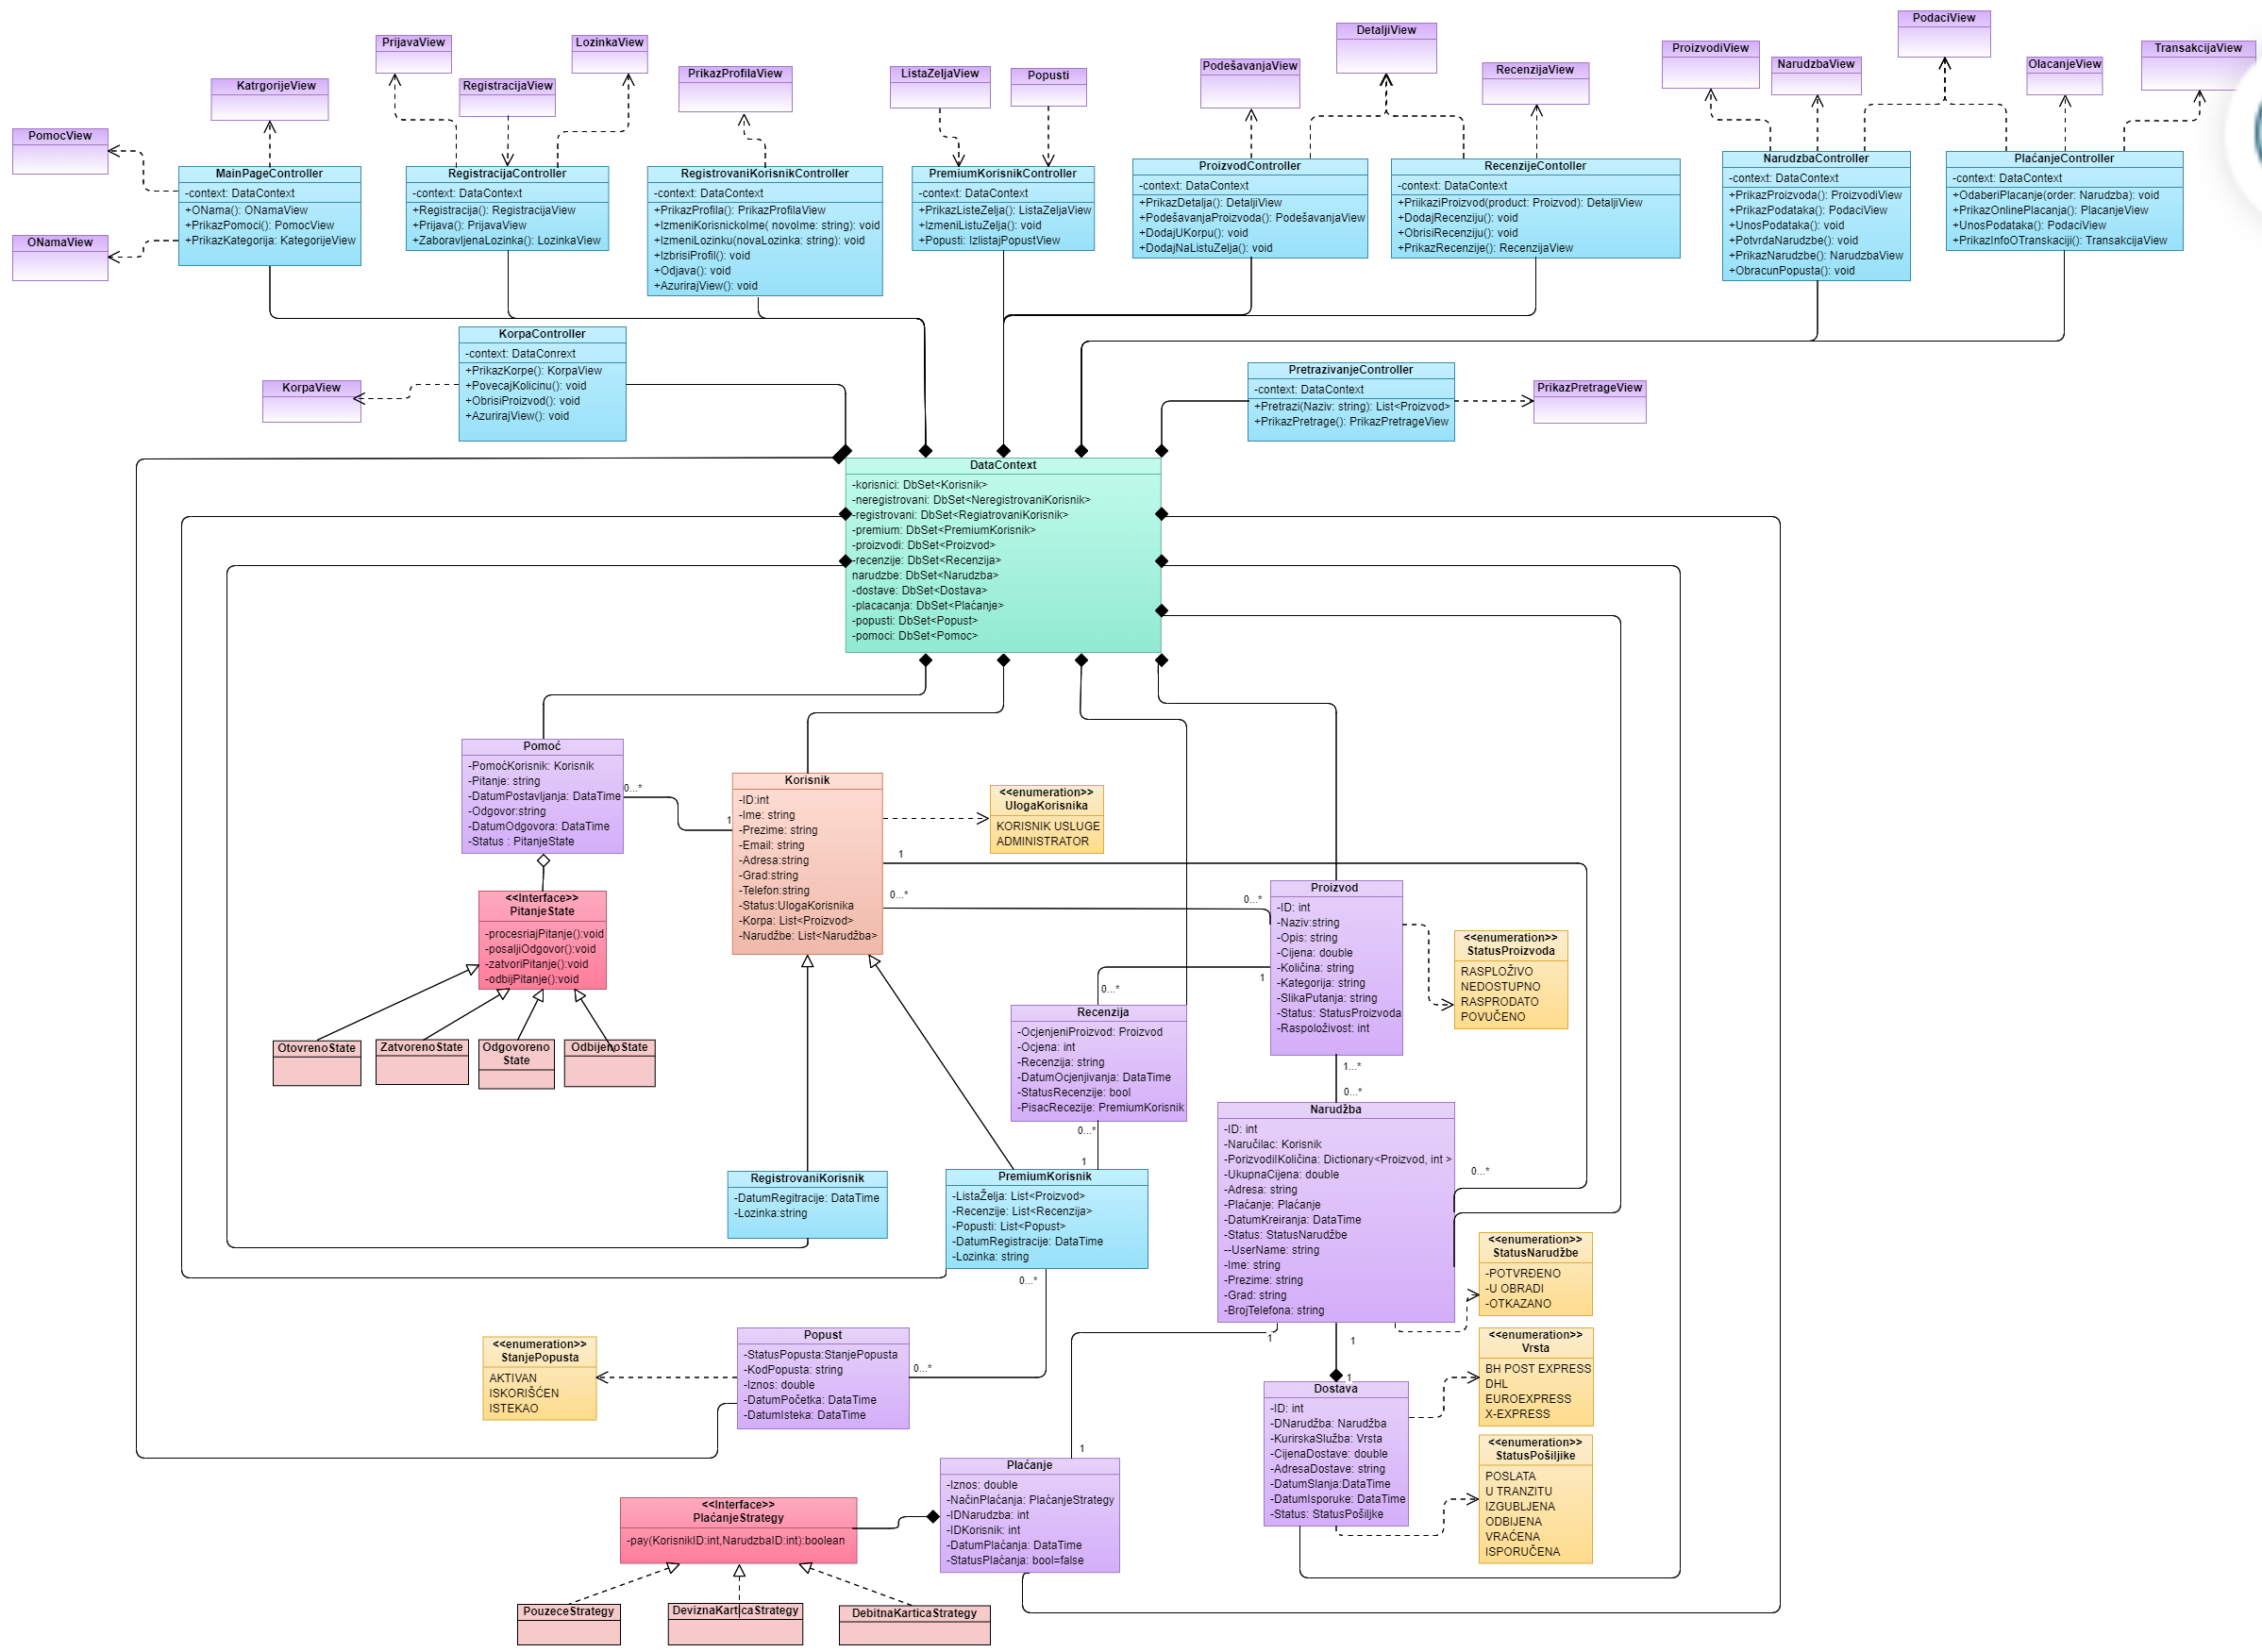 PomocView
ONamaView
KatrgorijeView
PrijavaView
RegistracijaView
LozinkaView
PrikazProfilaView
ListaZeljaView
Popusti
PodešavanjaView
DetaljiView
RecenzijaView
ProizvodiView
NarudzbaView
PodaciView
OlacanjeView
TransakcijaView
MainPageController
-context: DataContext
+ONama(): ONamaView
+PrikazPomoci(): PomocView
+PrikazKategorija: KategorijeView
RegistracijaController
-context: DataContext
+Registracija(): RegistracijaView
+Prijava(): PrijavaView
+ZaboravljenaLozinka(): LozinkaView
RegistrovaniKorisnikController
-context: DataContext
+PrikazProfila(): PrikazProfilaView
+IzmeniKorisnickoIme( novoIme: string): void
+IzmeniLozinku(novaLozinka: string): void
+IzbrisiProfil(): void
+Odjava(): void
+AzurirajView(): void
PremiumKorisnikController
-context: DataContext
+PrikazListeZelja(): ListaZeljaView
+IzmeniListuZelja(): void
+Popusti: IzlistajPopustView
ProizvodController
-context: DataContext
+PrikazDetalja(): DetaljiView
+PodešavanjaProizvoda(): PodešavanjaView
+DodajUKorpu(): void
+DodajNaListuZelja(): void
RecenzijeContoller
-context: DataContext
+PriikaziProizvod(product: Proizvod): DetaljiView
+DodajRecenziju(): void
+ObrisiRecenziju(): void
+PrikazRecenzije(): RecenzijaView
NarudzbaController
-context: DataContext
+PrikazProizvoda(): ProizvodiView
+PrikazPodataka(): PodaciView
+UnosPodataka(): void
+PotvrdaNarudzbe(): void
+PrikazNarudzbe(): NarudzbaView
+ObracunPopusta(): void
PlaćanjeController
-context: DataContext
+OdaberiPlacanje(order: Narudzba): void
+PrikazOnlinePlacanja(): PlacanjeView
+UnosPodataka(): PodaciView
+PrikazInfoOTranskaciji(): TransakcijaView
KorpaView
KorpaController
-context: DataConrext
+PrikazKorpe(): KorpaView
+PovecajKolicinu(): void
+ObrisiProizvod(): void
+AzurirajView(): void
PretrazivanjeController
-context: DataContext
+Pretrazi(Naziv: string): List<Proizvod>
+PrikazPretrage(): PrikazPretrageView
PrikazPretrageView
DataContext
-korisnici: DbSet<Korisnik>
-neregistrovani: DbSet<NeregistrovaniKorisnik>
-registrovani: DbSet<RegiatrovaniKorisnik>
-premium: DbSet<PremiumKorisnik>
-proizvodi: DbSet<Proizvod>
-recenzije: DbSet<Recenzija>
narudzbe: DbSet<Narudzba>
-dostave: DbSet<Dostava>
-placacanja: DbSet<Plaćanje>
-popusti: DbSet<Popust>
-pomoci: DbSet<Pomoc>
Pomoć
-PomoćKorisnik: Korisnik
-Pitanje: string
-DatumPostavljanja: DataTime
-Odgovor:string
-DatumOdgovora: DataTime
-Status : PitanjeState
0...*
1
Korisnik
-ID:int
-Ime: string
-Prezime: string
-Email: string
-Adresa:string
-Grad:string
-Telefon:string
-Status:UlogaKorisnika
-Korpa: List<Proizvod>
-Narudžbe: List<Narudžba>
<<enumeration>>
UlogaKorisnika
KORISNIK USLUGE
ADMINISTRATOR
1
0...*
0...*
<<Interface>>
PitanjeState
-procesriajPitanje():void
-posaljiOdgovor():void
-zatvoriPitanje():void
-odbijPitanje():void
OtovrenoState
ZatvorenoState
Odgovoreno
State
OdbijenoState
Proizvod
-ID: int
-Naziv:string
-Opis: string
-Cijena: double
-Količina: string
-Kategorija: string
-SlikaPutanja: string
-Status: StatusProizvoda
-Raspoloživost: int
<<enumeration>>
StatusProizvoda
RASPLOŽIVO
NEDOSTUPNO
RASPRODATO
POVUČENO
1
0...*
Recenzija
-OcjenjeniProizvod: Proizvod
-Ocjena: int
-Recenzija: string
-DatumOcjenjivanja: DataTime
-StatusRecenzije: bool
-PisacRecezije: PremiumKorisnik
0...*
1
1...*
0...*
Narudžba
-ID: int
-Naručilac: Korisnik
-PorizvodiIKoličina: Dictionary<Proizvod, int >
-UkupnaCijena: double
-Adresa: string
-Plaćanje: Plaćanje
-DatumKreiranja: DataTime
-Status: StatusNarudžbe
--UserName: string
-Ime: string
-Prezime: string
-Grad: string
-BrojTelefona: string
0...*
RegistrovaniKorisnik
-DatumRegitracije: DataTime
-Lozinka:string
PremiumKorisnik
-ListaŽelja: List<Proizvod>
-Recenzije: List<Recenzija>
-Popusti: List<Popust>
-DatumRegistracije: DataTime
-Lozinka: string
0...*
0...*
<<enumeration>>
StatusNarudžbe
-POTVRĐENO
-U OBRADI
-OTKAZANO
<<enumeration>>
StanjePopusta
AKTIVAN
ISKORIŠĆEN
ISTEKAO
Popust
-StatusPopusta:StanjePopusta
-KodPopusta: string
-Iznos: double
-DatumPočetka: DataTime
-DatumIsteka: DataTime
1
1
1
1
<<enumeration>>
Vrsta
BH POST EXPRESS
DHL
EUROEXPRESS
X-EXPRESS
Dostava
-ID: int
-DNarudžba: Narudžba
-KurirskaSlužba: Vrsta
-CijenaDostave: double
-AdresaDostave: string
-DatumSlanja:DataTime
-DatumIsporuke: DataTime
-Status: StatusPošiljke
<<enumeration>>
StatusPošiljke
POSLATA
U TRANZITU
IZGUBLJENA
ODBIJENA
VRAĆENA
ISPORUČENA
Plaćanje
-Iznos: double
-NačinPlaćanja: PlaćanjeStrategy
-IDNarudzba: int
-IDKorisnik: int
-DatumPlaćanja: DataTime
-StatusPlaćanja: bool=false
<<Interface>>
PlaćanjeStrategy
-pay(KorisnikID:int,NarudzbaID:int):boolean
PouzeceStrategy
DeviznaKarticaStrategy
DebitnaKarticaStrategy